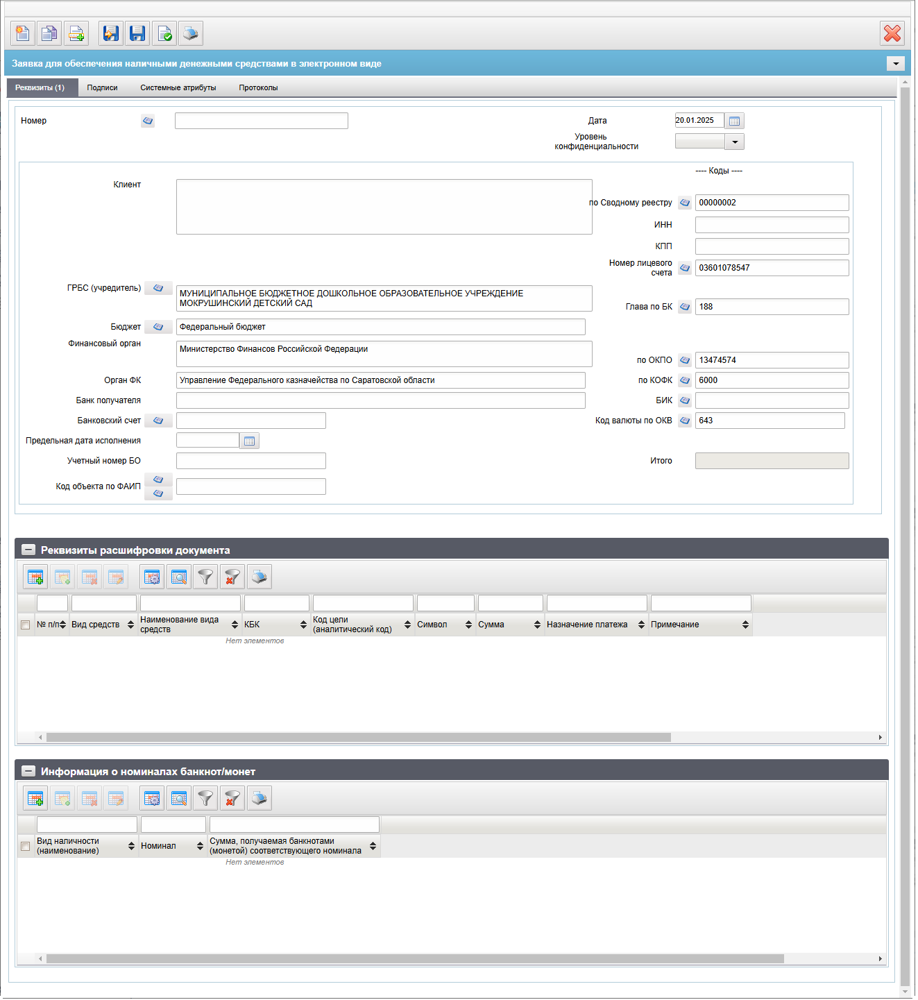 Заявка для обеспечения наличными денежными средствами в электронном виде
Реквизиты (1) Подписи Системные атрибуты Протоколы
Номер
Дата 20.01.2025
Уровень
конфиденциальности
---- Коды ----
Клиент
по Сводному реестру 00000002
ИНН
КПП
Номер лицевого
счета 03601078547
ГРБС (учредитель) МУНИЦИПАЛЬНОЕ БЮДЖЕТНОЕ ДОШКОЛЬНОЕ ОБРАЗОВАТЕЛЬНОЕ УЧРЕЖДЕНИЕ
МОКРУШИНСКИЙ ДЕТСКИЙ САД
Глава по БК 188
Бюджет Федеральный бюджет
Финансовый орган Министерство Финансов Российской Федерации
по ОКПО 13474574
Орган ФК Управление Федерального казначейства по Саратовской области по КОФК 6000
Банк получателя БИК
Банковский счет Код валюты по ОКВ 643
Предельная дата исполнения
Учетный номер БО Итого
Код объекта по ФАИП
Реквизиты расшифровки документа
№ п/п Вид средств Наименование вида
средств КБК Код цели
(аналитический код) Символ Сумма Назначение платежа Примечание
Нет элементов
Информация о номиналах банкнот/монет
Вид наличности
(наименование) Номинал Сумма, получаемая банкнотами
(монетой) соответствующего номинала
Нет элементов